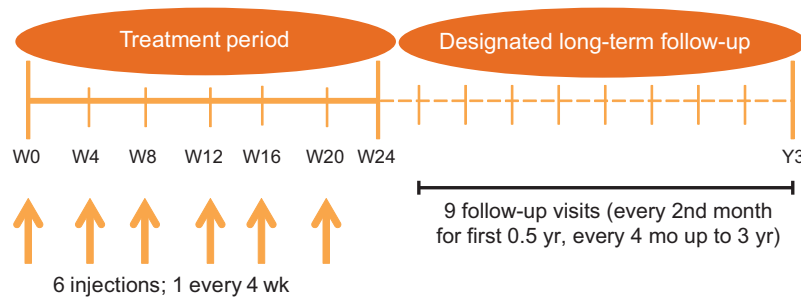 Treatment period
Designated long-term follow-up
W0 W4 W8 W12 W16 W20 W24 Y3
9 follow-up visits (every 2nd month
for first 0.5 yr, every 4 mo up to 3 yr)
6 injections; 1 every 4 wk